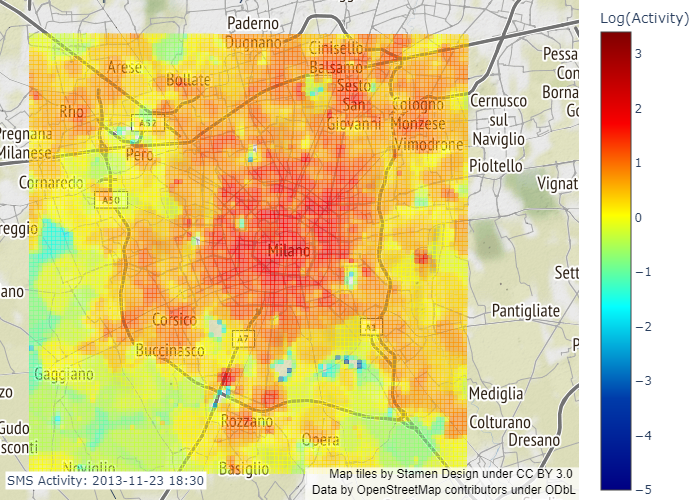 Log(Activity)
3
2
1
0
−1
−2
−3
−4
−5
Paderno
Dugnano
Cinisello
Balsamo
Arese
Bollate
Sesto
San
Giovanni
Cologno
Monzese
Vimodrone
Cernusco
sul
Naviglio
Pioltello
Pessa
Con
Borna
Go
Vignat
Rho
A52
Pregnana
Milanese
Pero
Cornaredo
A50
reggio
ano
Milano
Sett
Pantigliate
Corsico
A7
A1
Buccinasco
Gaggiano
zo
Gudo
sconti
Rozzano
Opera
Mediglia
Colturano
Dresano
Noviglio
Basiglio
SMS Activity: 2013-11-23 18:30
Map tiles by Stamen Design under CC BY 3.0
Data by OpenStreetMap contributors under ODbL